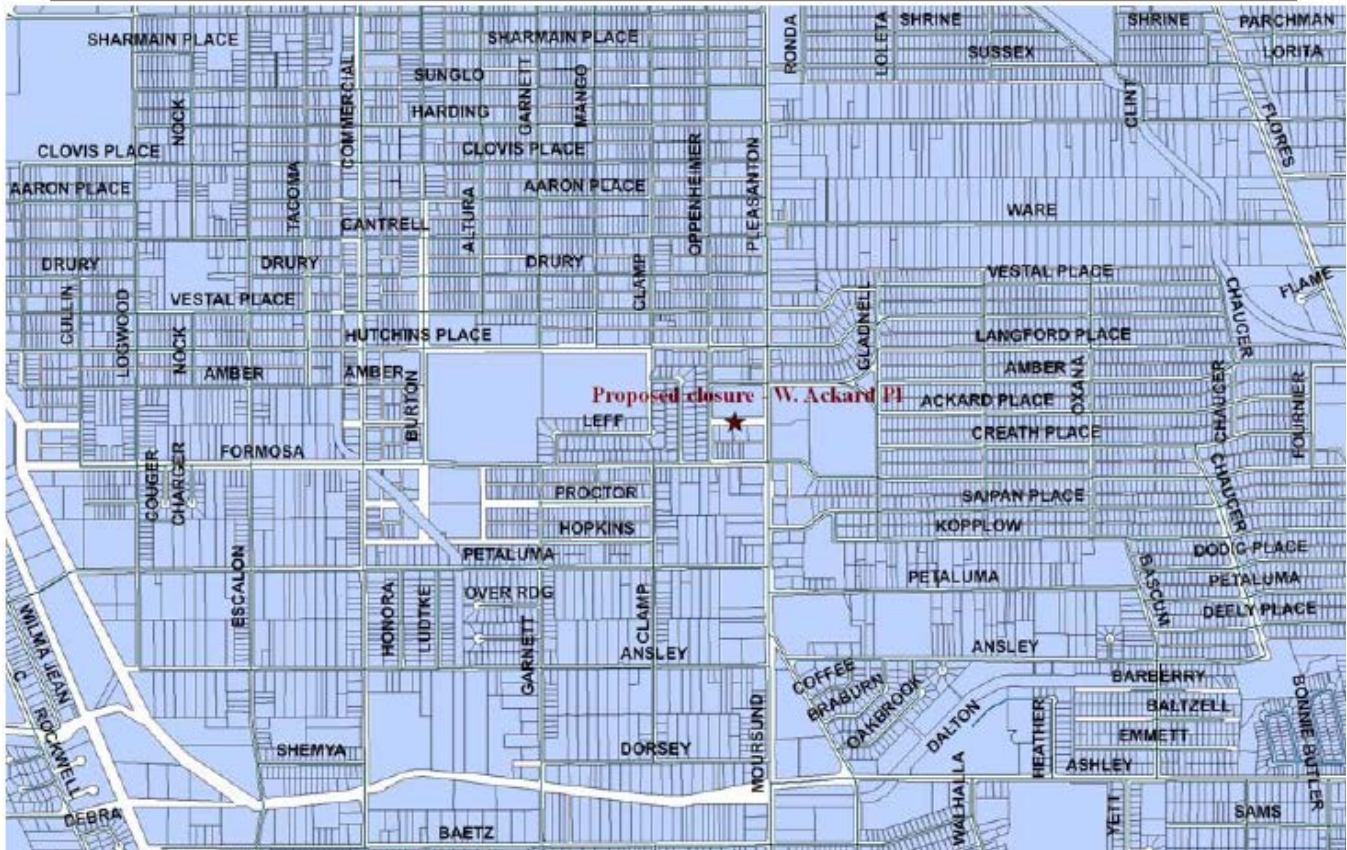 SHARMAIN PLACE
SHARMAIN PLACE
RONDA
LOLETA
SHRINE
SHRINE
PARCHMAN
SUSSEX
LORITA
NOCK
COMMERCIAL
SUNGLO
GARNETT
MANGO
HARDING
CLINT
FLORES
CLOVIS PLACE
CLOVIS PLACE
OPPENHEIMER
PLEASANTON
AARON PLACE
TACOMA
AARON PLACE
CANTRELL
ALTURA
WARE
DRURY
DRURY
DRURY
CLAMP
VESTAL PLACE
CHAUCER
FLAME
CULLIN
LOGWOOD
VESTAL PLACE
NOCK
HUTCHINS PLACE
GLADNELL
LANGFORD PLACE
AMBER
AMBER
AMBER
OXANA
CHAUCER
Proposed closure - W. Ackard Pl
ACKARD PLACE
BURTON
LEFF
CREATH PLACE
FOURNIER
FORMOSA
COUGER
CHARGER
PROCTOR
SAIPAN PLACE
CHAUCER
HOPKINS
KOPPLOW
PETALUMA
DODIC PLACE
ESCALON
HONORA
LUDTKE
OVER RDG
CLAMP
PETALUMA
BASCUM
PETALUMA
DEELY PLACE
WILMA JEAN
GARNETT
ANSLEY
ANSLEY
C
COFFEE
BARBERRY
ROCKWELL
BRABURN
OAKBROOK
DALTON
HEATHER
BALTZELL
BONNIE BUTLER
MOURSUND
EMMETT
SHEMYA
DORSEY
ASHLEY
DEBRA
BAETZ
WALHALLA
YETT
SAMS